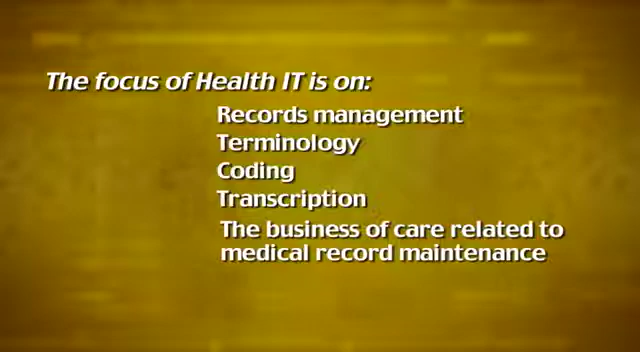 The focus of Health IT is on:
Records management
Terminology
Coding
Transcription
The business of care related to
medical record maintenance